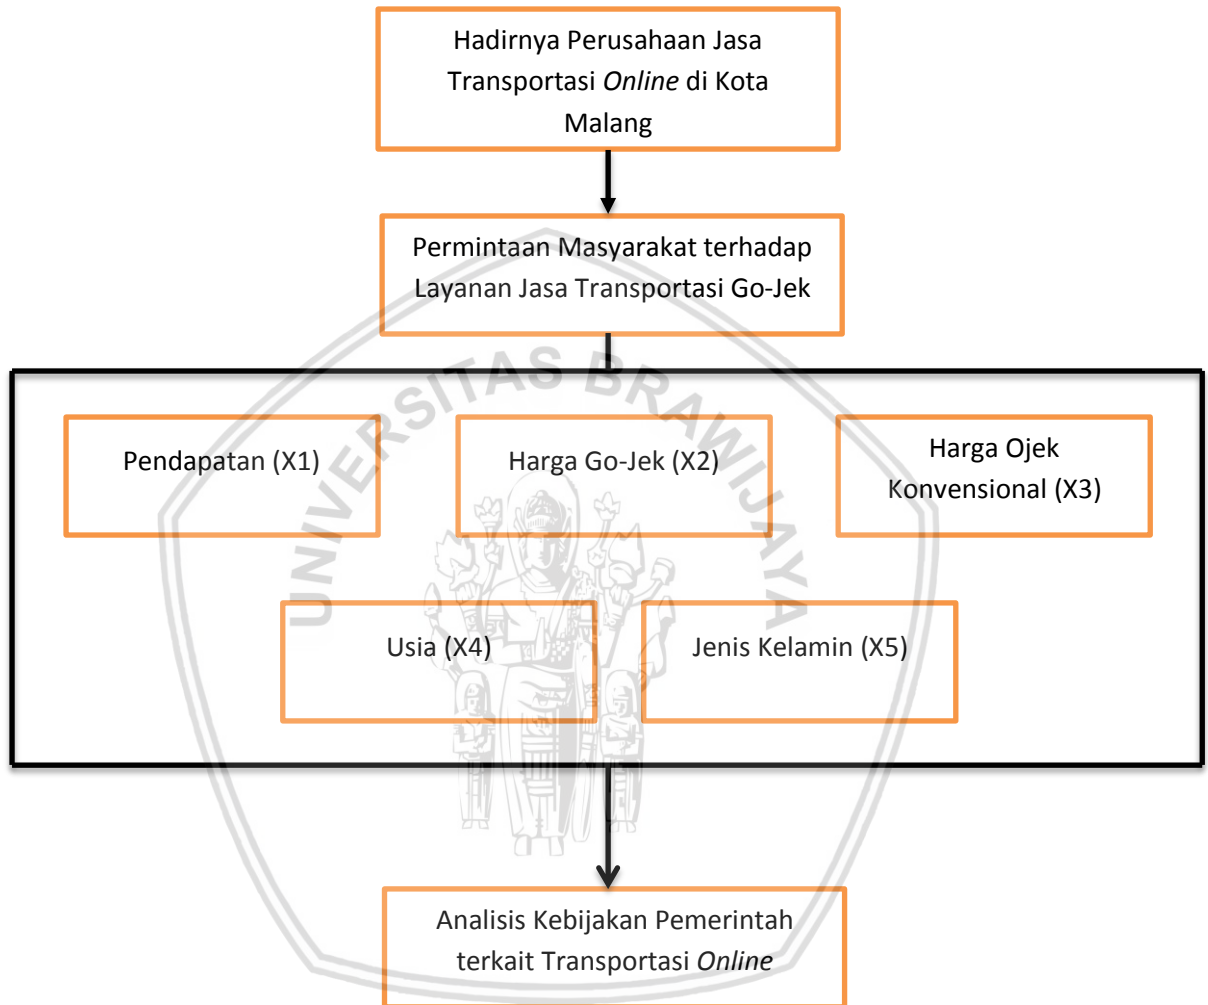 Hadirnya Perusahaan Jasa
Transportasi Online di Kota
Malang
Permintaan Masyarakat terhadap
Layanan Jasa Transportasi Go-Jek
UNIVERSITAS BRAWIJAYA
Pendapatan (X1)
Harga Go-Jek (X2)
Harga Ojek
Konvensional (X3)
Usia (X4)
Jenis Kelamin (X5)
Analisis Kebijakan Pemerintah
terkait Transportasi Online